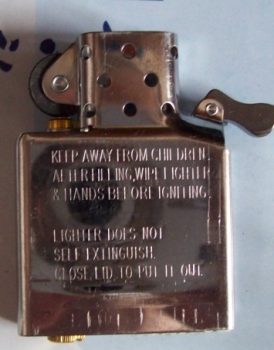 KEEP AWAY FROM CHILDREN.
AFTER FILLING, WIPE LIGHTER
& HANDS BEFORE IGNITING.
LIGHTER DOES NOT
SELF EXTINGUISH.
CLOSE LID TO PUT IT OUT.